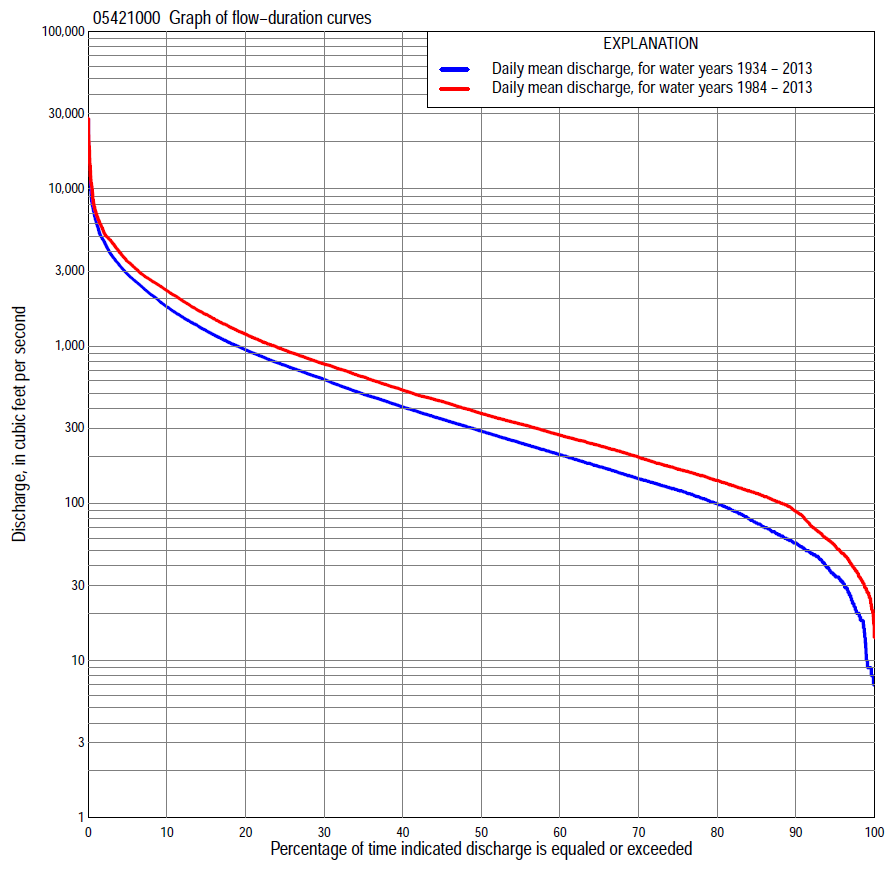 05421000 Graph of flow–duration curves
EXPLANATION
Daily mean discharge, for water years 1934 – 2013
Daily mean discharge, for water years 1984 – 2013
Discharge, in cubic feet per second
100,000
30,000
10,000
3,000
1,000
300
100
30
10
3
1
0 10 20 30 40 50 60 70 80 90 100
Percentage of time indicated discharge is equaled or exceeded